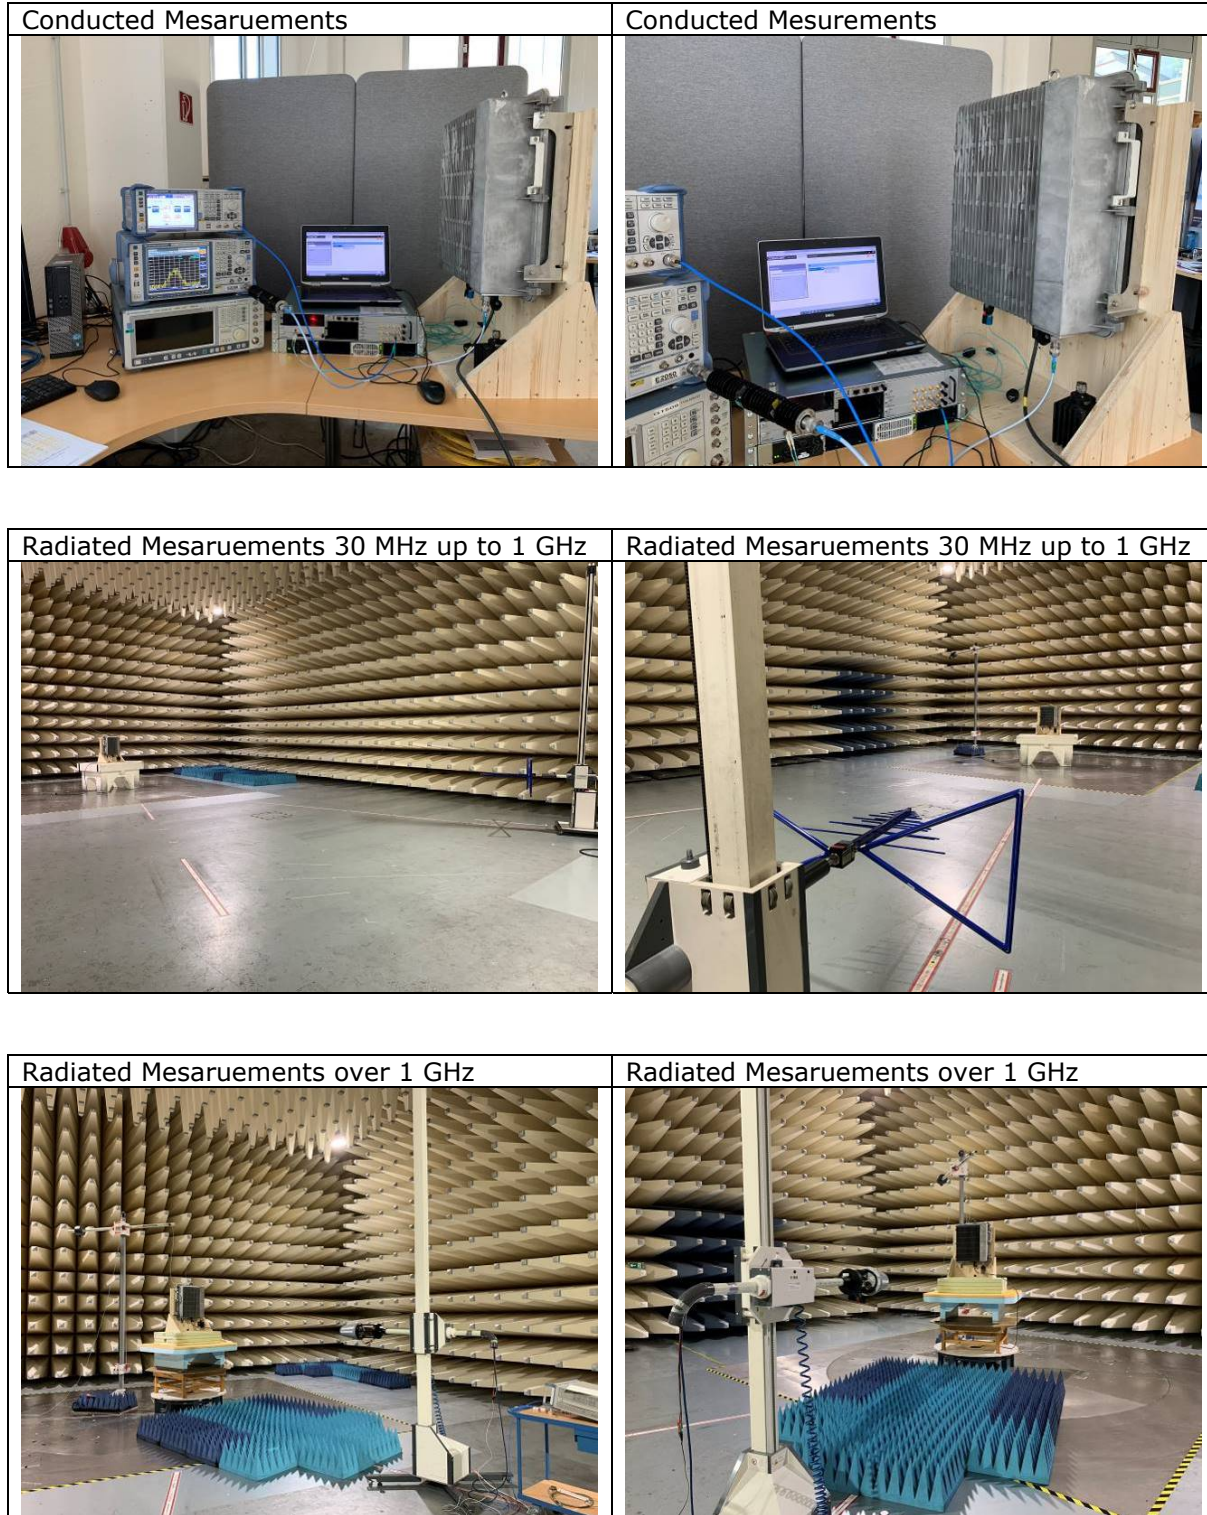 Conducted Mesaruements
Conducted Mesurements
Radiated Mesaruements 30 MHz up to 1 GHz
Radiated Mesaruements 30 MHz up to 1 GHz
Radiated Mesaruements over 1 GHz
Radiated Mesaruements over 1 GHz